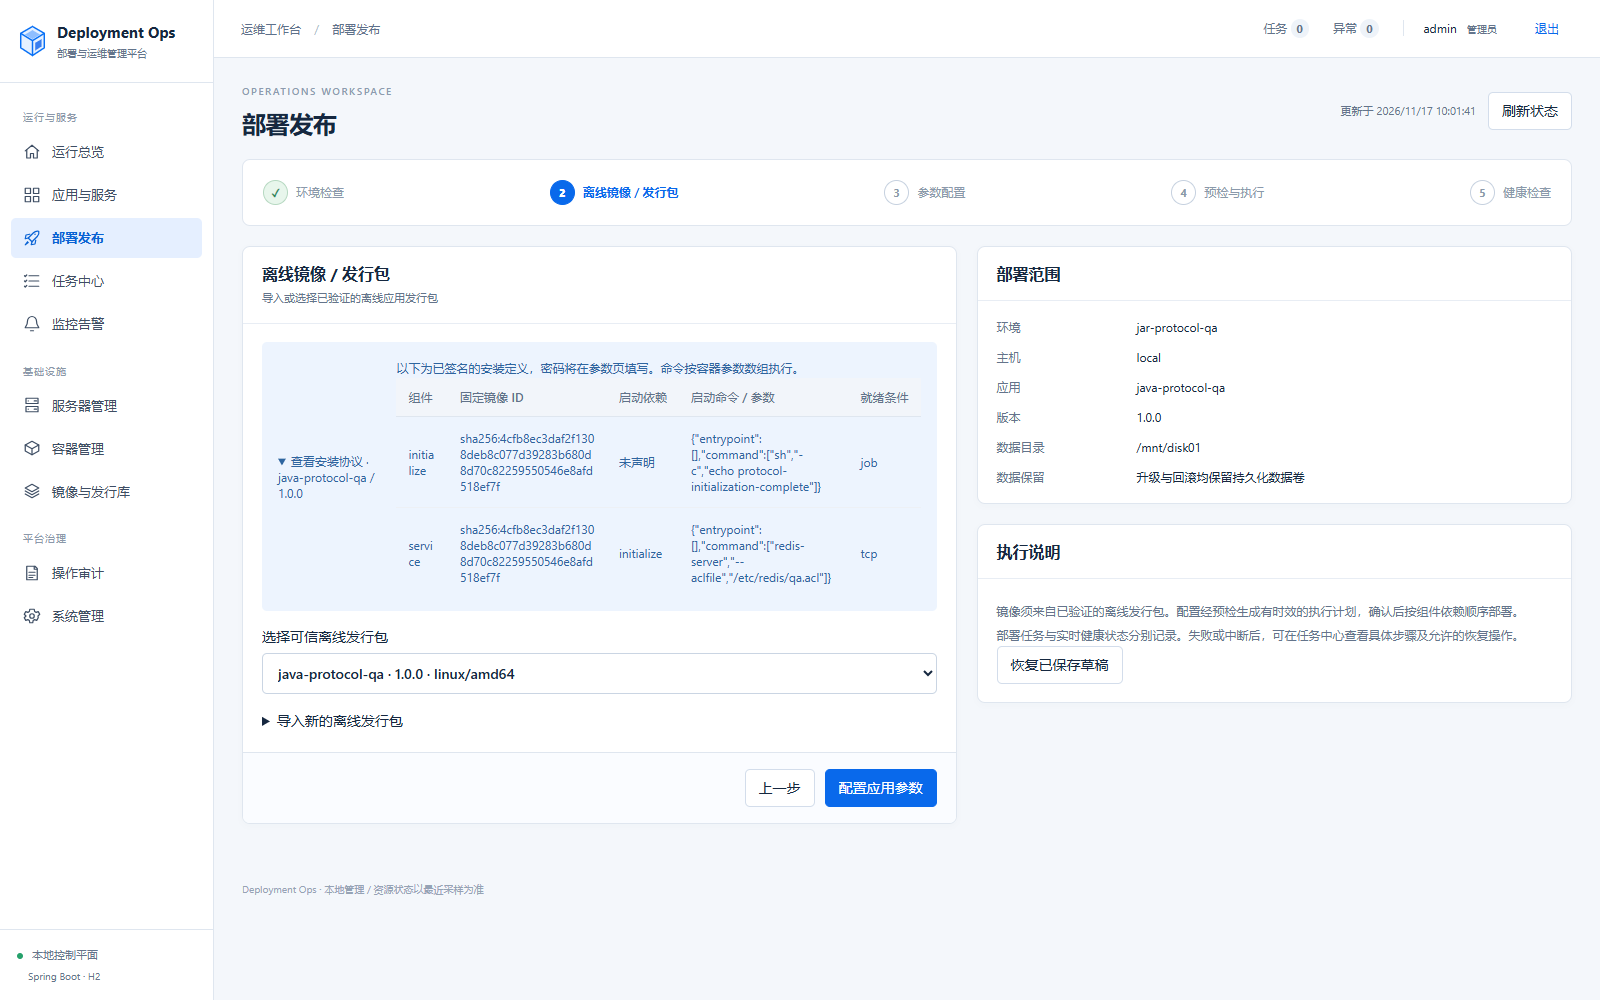 Deployment Ops
部署与运维管理平台
运行与服务
运行总览
应用与服务
部署发布
任务中心
监控告警
基础设施
服务器管理
容器管理
镜像与发行库
平台治理
操作审计
系统管理
本地控制平面
Spring Boot · H2
运维工作台 / 部署发布
任务 0 异常 0 admin 管理员 退出
OPERATIONS WORKSPACE
部署发布
更新于 2026/11/17 10:01:41 刷新状态
✓ 环境检查
2 离线镜像 / 发行包
3 参数配置
4 预检与执行
5 健康检查
离线镜像 / 发行包
导入或选择已验证的离线应用发行包
▼ 查看安装协议 ·
java-protocol-qa /
1.0.0
以下为已签名的安装定义，密码将在参数页填写。命令按容器参数数组执行。
组件 固定镜像 ID 启动依赖 启动命令 / 参数 就绪条件
initia
lize
sha256:4cfb8ec3daf2f130
8deb8c077d39283b680d
8d70c82259550546e8afd
518ef7f
未声明
{"entrypoint":
[],"command":["sh","-
c","echo protocol-
initialization-complete"]}
job
servi
ce
sha256:4cfb8ec3daf2f130
8deb8c077d39283b680d
8d70c82259550546e8afd
518ef7f
initialize
{"entrypoint":
[],"command":["redis-
server","--
aclfile","/etc/redis/qa.acl"]}
tcp
选择可信离线发行包
java-protocol-qa · 1.0.0 · linux/amd64
▶ 导入新的离线发行包
上一步 配置应用参数
部署范围
环境 jar-protocol-qa
主机 local
应用 java-protocol-qa
版本 1.0.0
数据目录 /mnt/disk01
数据保留 升级与回滚均保留持久化数据卷
执行说明
镜像须来自已验证的离线发行包。配置经预检生成有时效的执行计划，确认后按组件依赖顺序部署。
部署任务与实时健康状态分别记录。失败或中断后，可在任务中心查看具体步骤及允许的恢复操作。
恢复已保存草稿
Deployment Ops · 本地管理 / 资源状态以最近采样为准